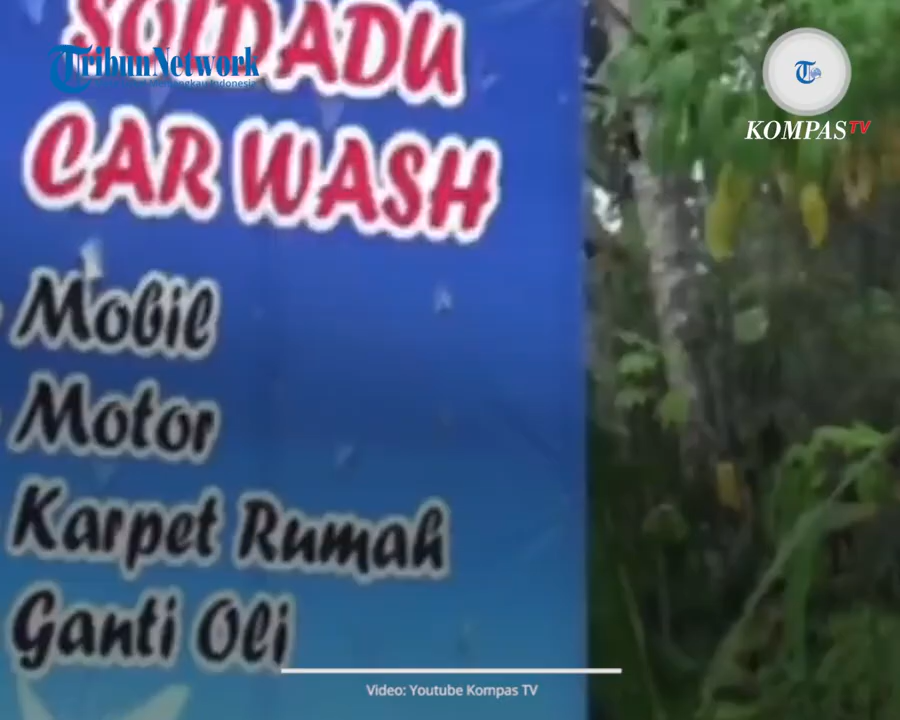 SOLDADU
TribunNetwork
KOMPAS TV
CAR WASH
Mobil
Motor
Karpet Rumah
Ganti Oli
Video: Youtube Kompas TV